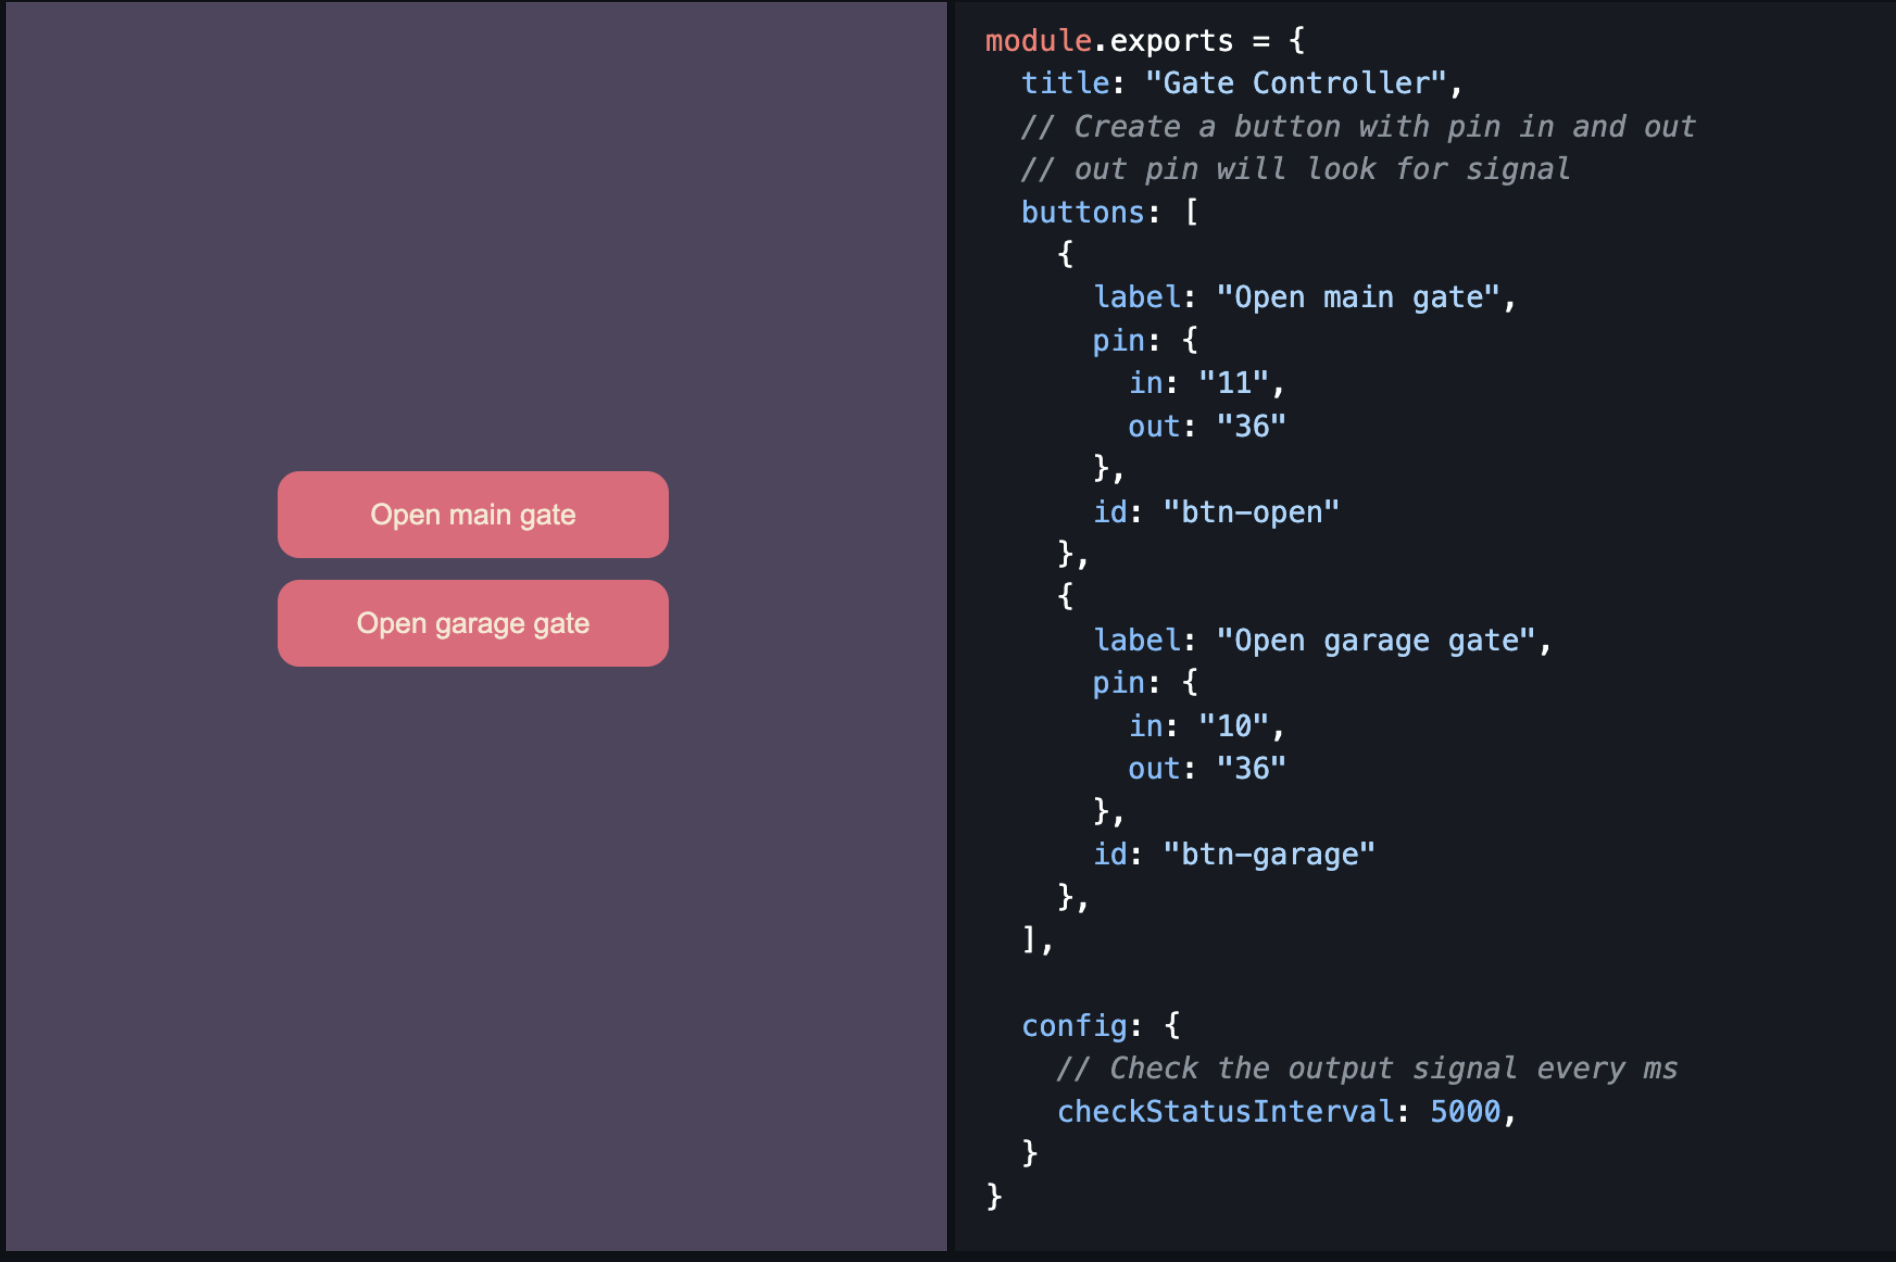 Open main gate
Open garage gate
module.exports = {
  title: "Gate Controller",
  // Create a button with pin in and out
  // out pin will look for signal
  buttons: [
    {
      label: "Open main gate",
      pin: {
        in: "11",
        out: "36"
      },
      id: "btn-open"
    },
    {
      label: "Open garage gate",
      pin: {
        in: "10",
        out: "36"
      },
      id: "btn-garage"
    },
  ],

  config: {
    // Check the output signal every ms
    checkStatusInterval: 5000,
  }
}